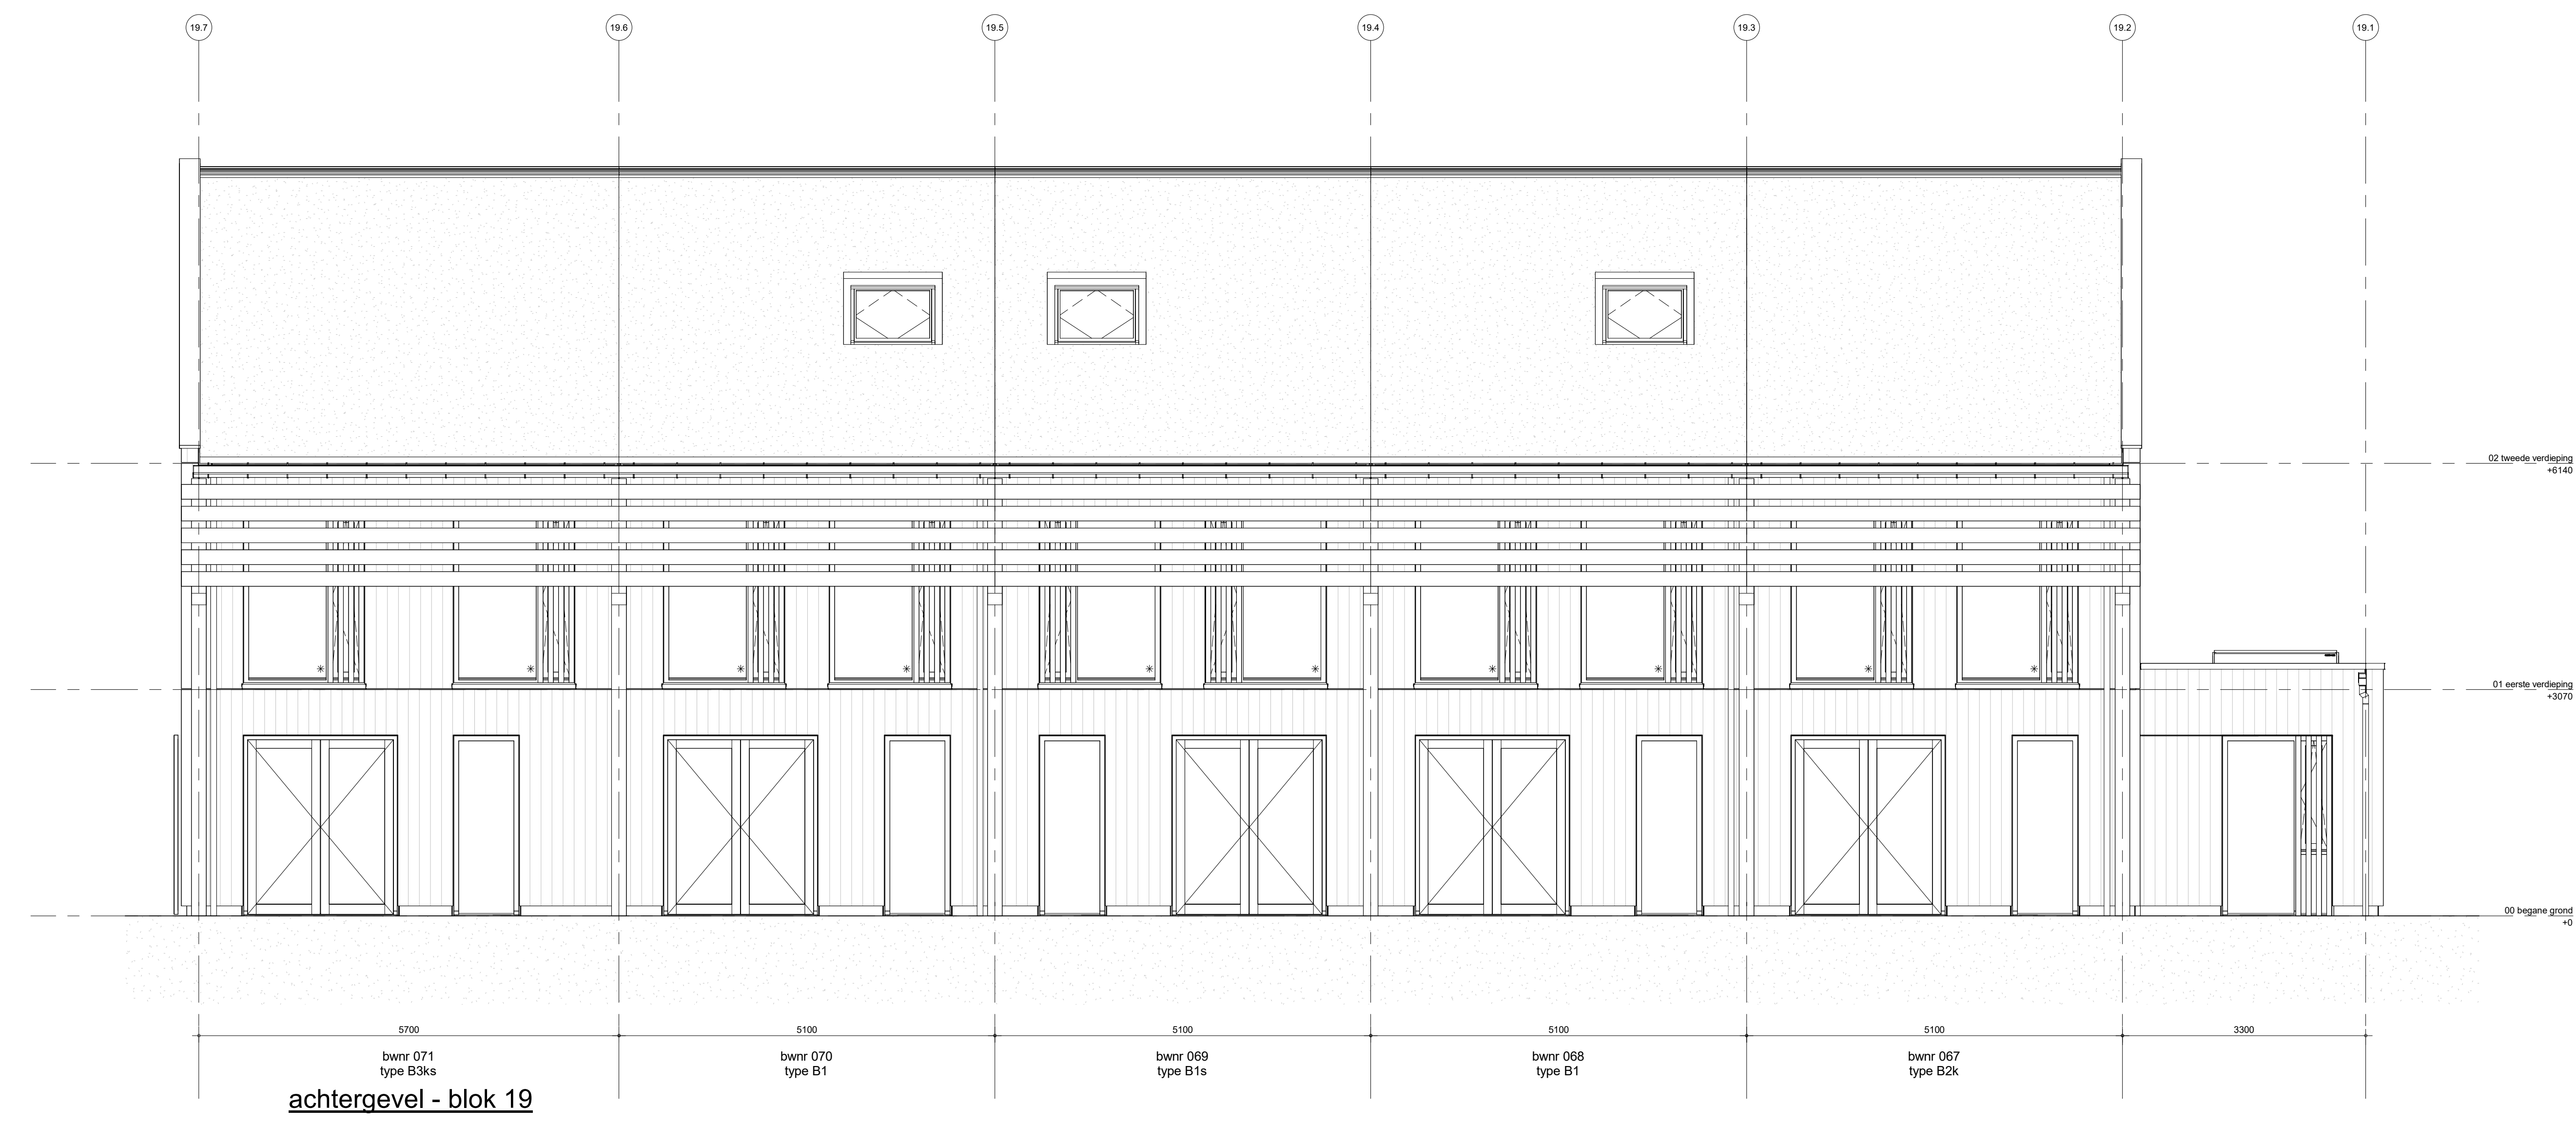 19.7 19.6 19.5 19.4 19.3 19.2 19.1
02 tweede verdieping
+6140
01 eerste verdieping
+3070
00 begane grond
+0
5700 5100 5100 5100 5100 3300
bwnr 071 bwnr 070 bwnr 069 bwnr 068 bwnr 067
type B3ks type B1 type B1s type B1 type B2k
achtergevel - blok 19